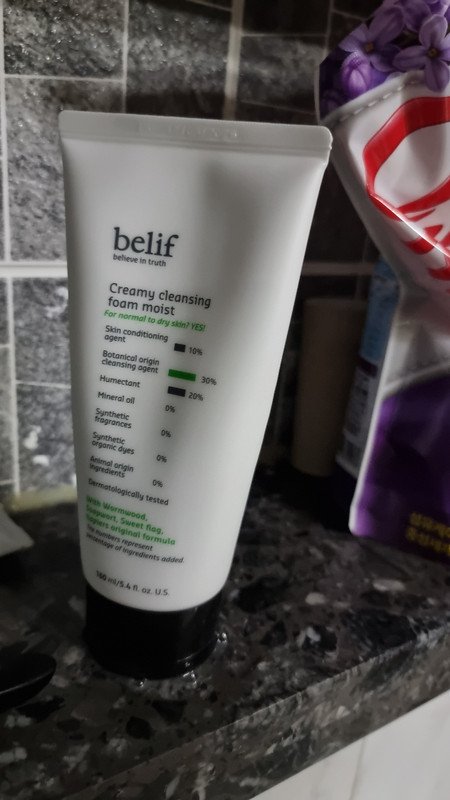 belif
believe in truth
Creamy cleansing
foam moist
For normal to dry skin? YES!
Skin conditioning
agent
10%
Botanical origin
cleansing agent
30%
Humectant
20%
Mineral oil
0%
Synthetic
fragrances
0%
Synthetic
organic dyes
0%
Animal origin
ingredients
0%
Dermatologically tested
With Wormwood,
Soapwort, Sweet flag,
Napiers original formula
The numbers represent
percentage of ingredients added.
160 ml/5.4 fl. oz. U.S.